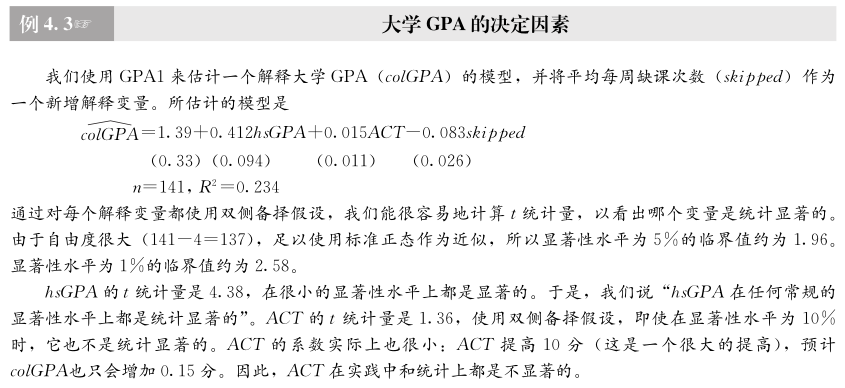 例 4.3☞ 大学 GPA 的决定因素
我们使用 GPA1 来估计一个解释大学 GPA（colGPA）的模型，并将平均每周缺课次数（skipped）作为
一个新增解释变量。所估计的模型是
colGPA=1.39+0.412hsGPA+0.015ACT-0.083skipped
(0.33) (0.094) (0.011) (0.026)
n=141, R²=0.234
通过对每个解释变量都使用双侧备择假设，我们能很容易地计算 t 统计量，以看出哪个变量是统计显著的。
由于自由度很大（141-4=137），足以使用标准正态作为近似，所以显著性水平为 5%的临界值约为 1.96。
显著性水平为 1%的临界值约为 2.58。
hsGPA 的 t 统计量是 4.38，在很小的显著性水平上都是显著的。于是，我们说“hsGPA 在任何常规的
显著性水平上都是统计显著的”。ACT 的 t 统计量是 1.36，使用双侧备择假设，即使在显著性水平为 10%
时，它也不是统计显著的。ACT 的系数实际上也很小：ACT 提高 10 分（这是一个很大的提高），预计
colGPA也只会增加 0.15 分。因此，ACT 在实践中和统计上都是不显著的。